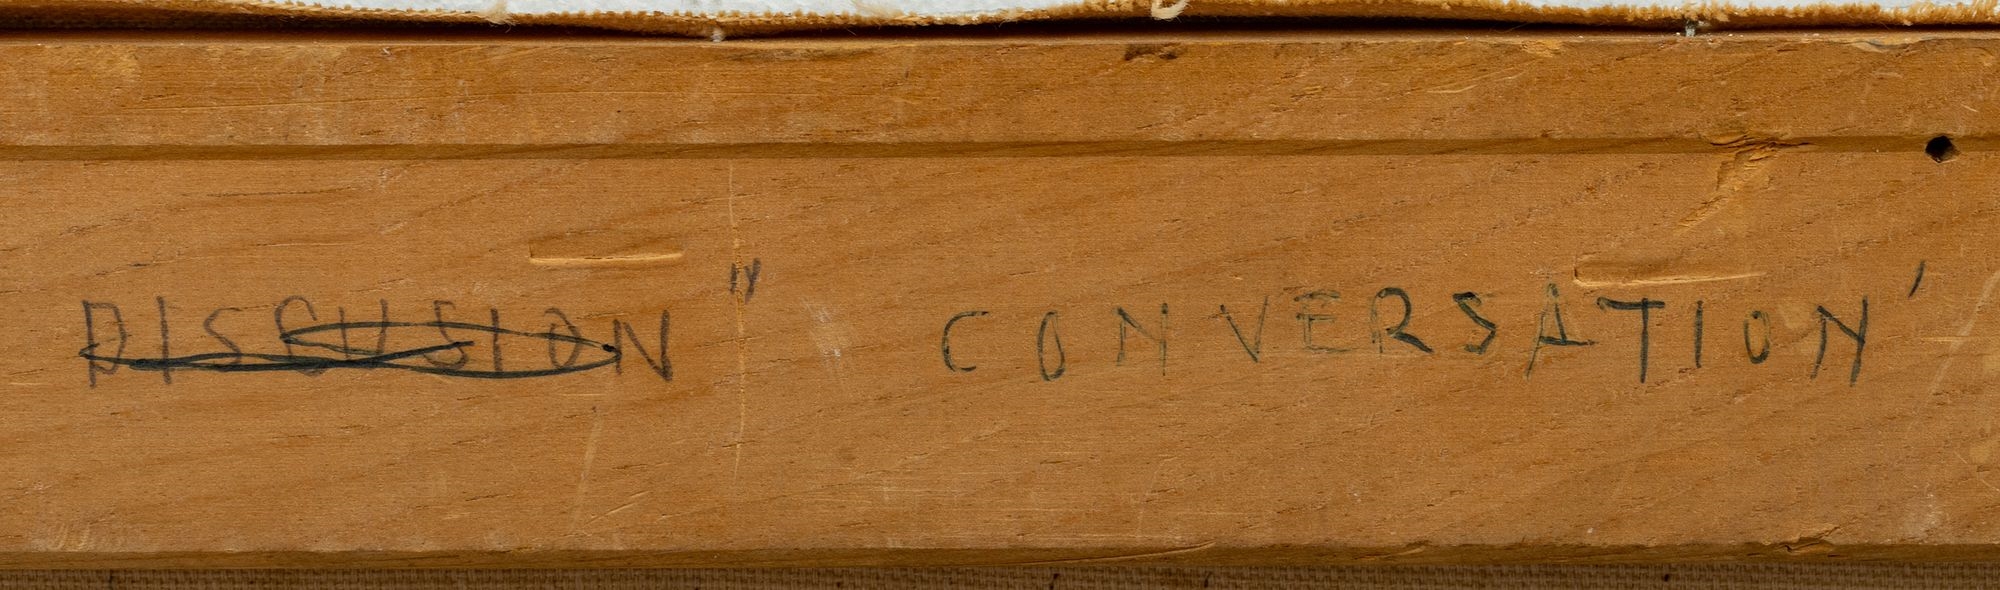 DISCUSION" CONVERSATION'